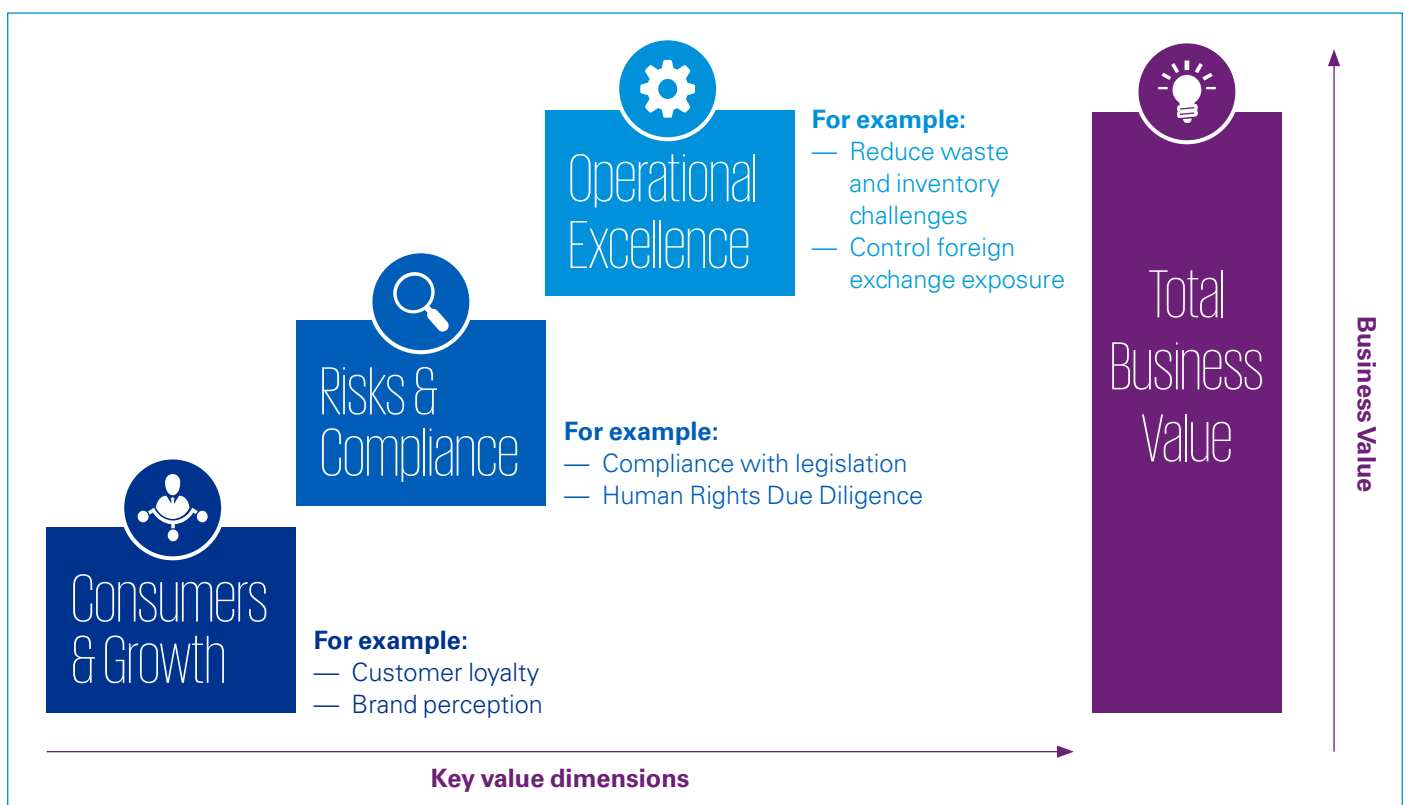 Operational
Excellence
For example:
— Reduce waste
and inventory
challenges
— Control foreign
exchange exposure
Risks &
Compliance
For example:
— Compliance with legislation
— Human Rights Due Diligence
Consumers
& Growth
For example:
— Customer loyalty
— Brand perception
Total
Business
Value
Business Value
Key value dimensions